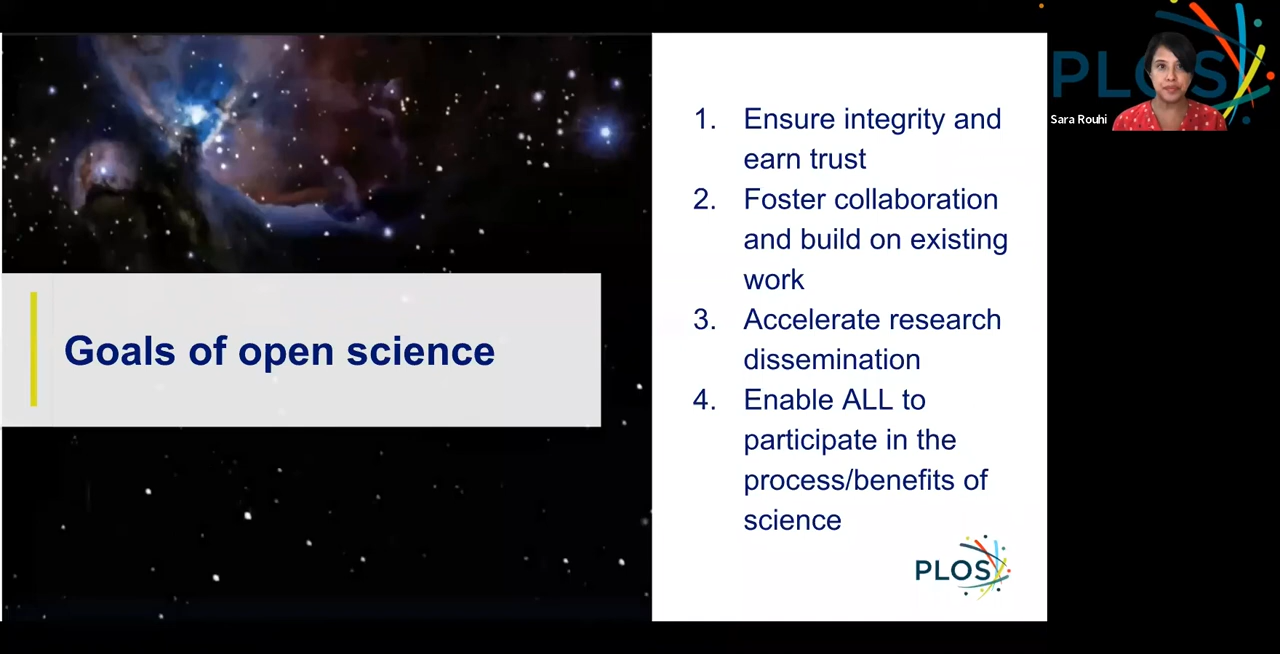 Goals of open science
1. Ensure integrity and
earn trust
2. Foster collaboration
and build on existing
work
3. Accelerate research
dissemination
4. Enable ALL to
participate in the
process/benefits of
science
PLOS
PLOS
Sara Rouhi